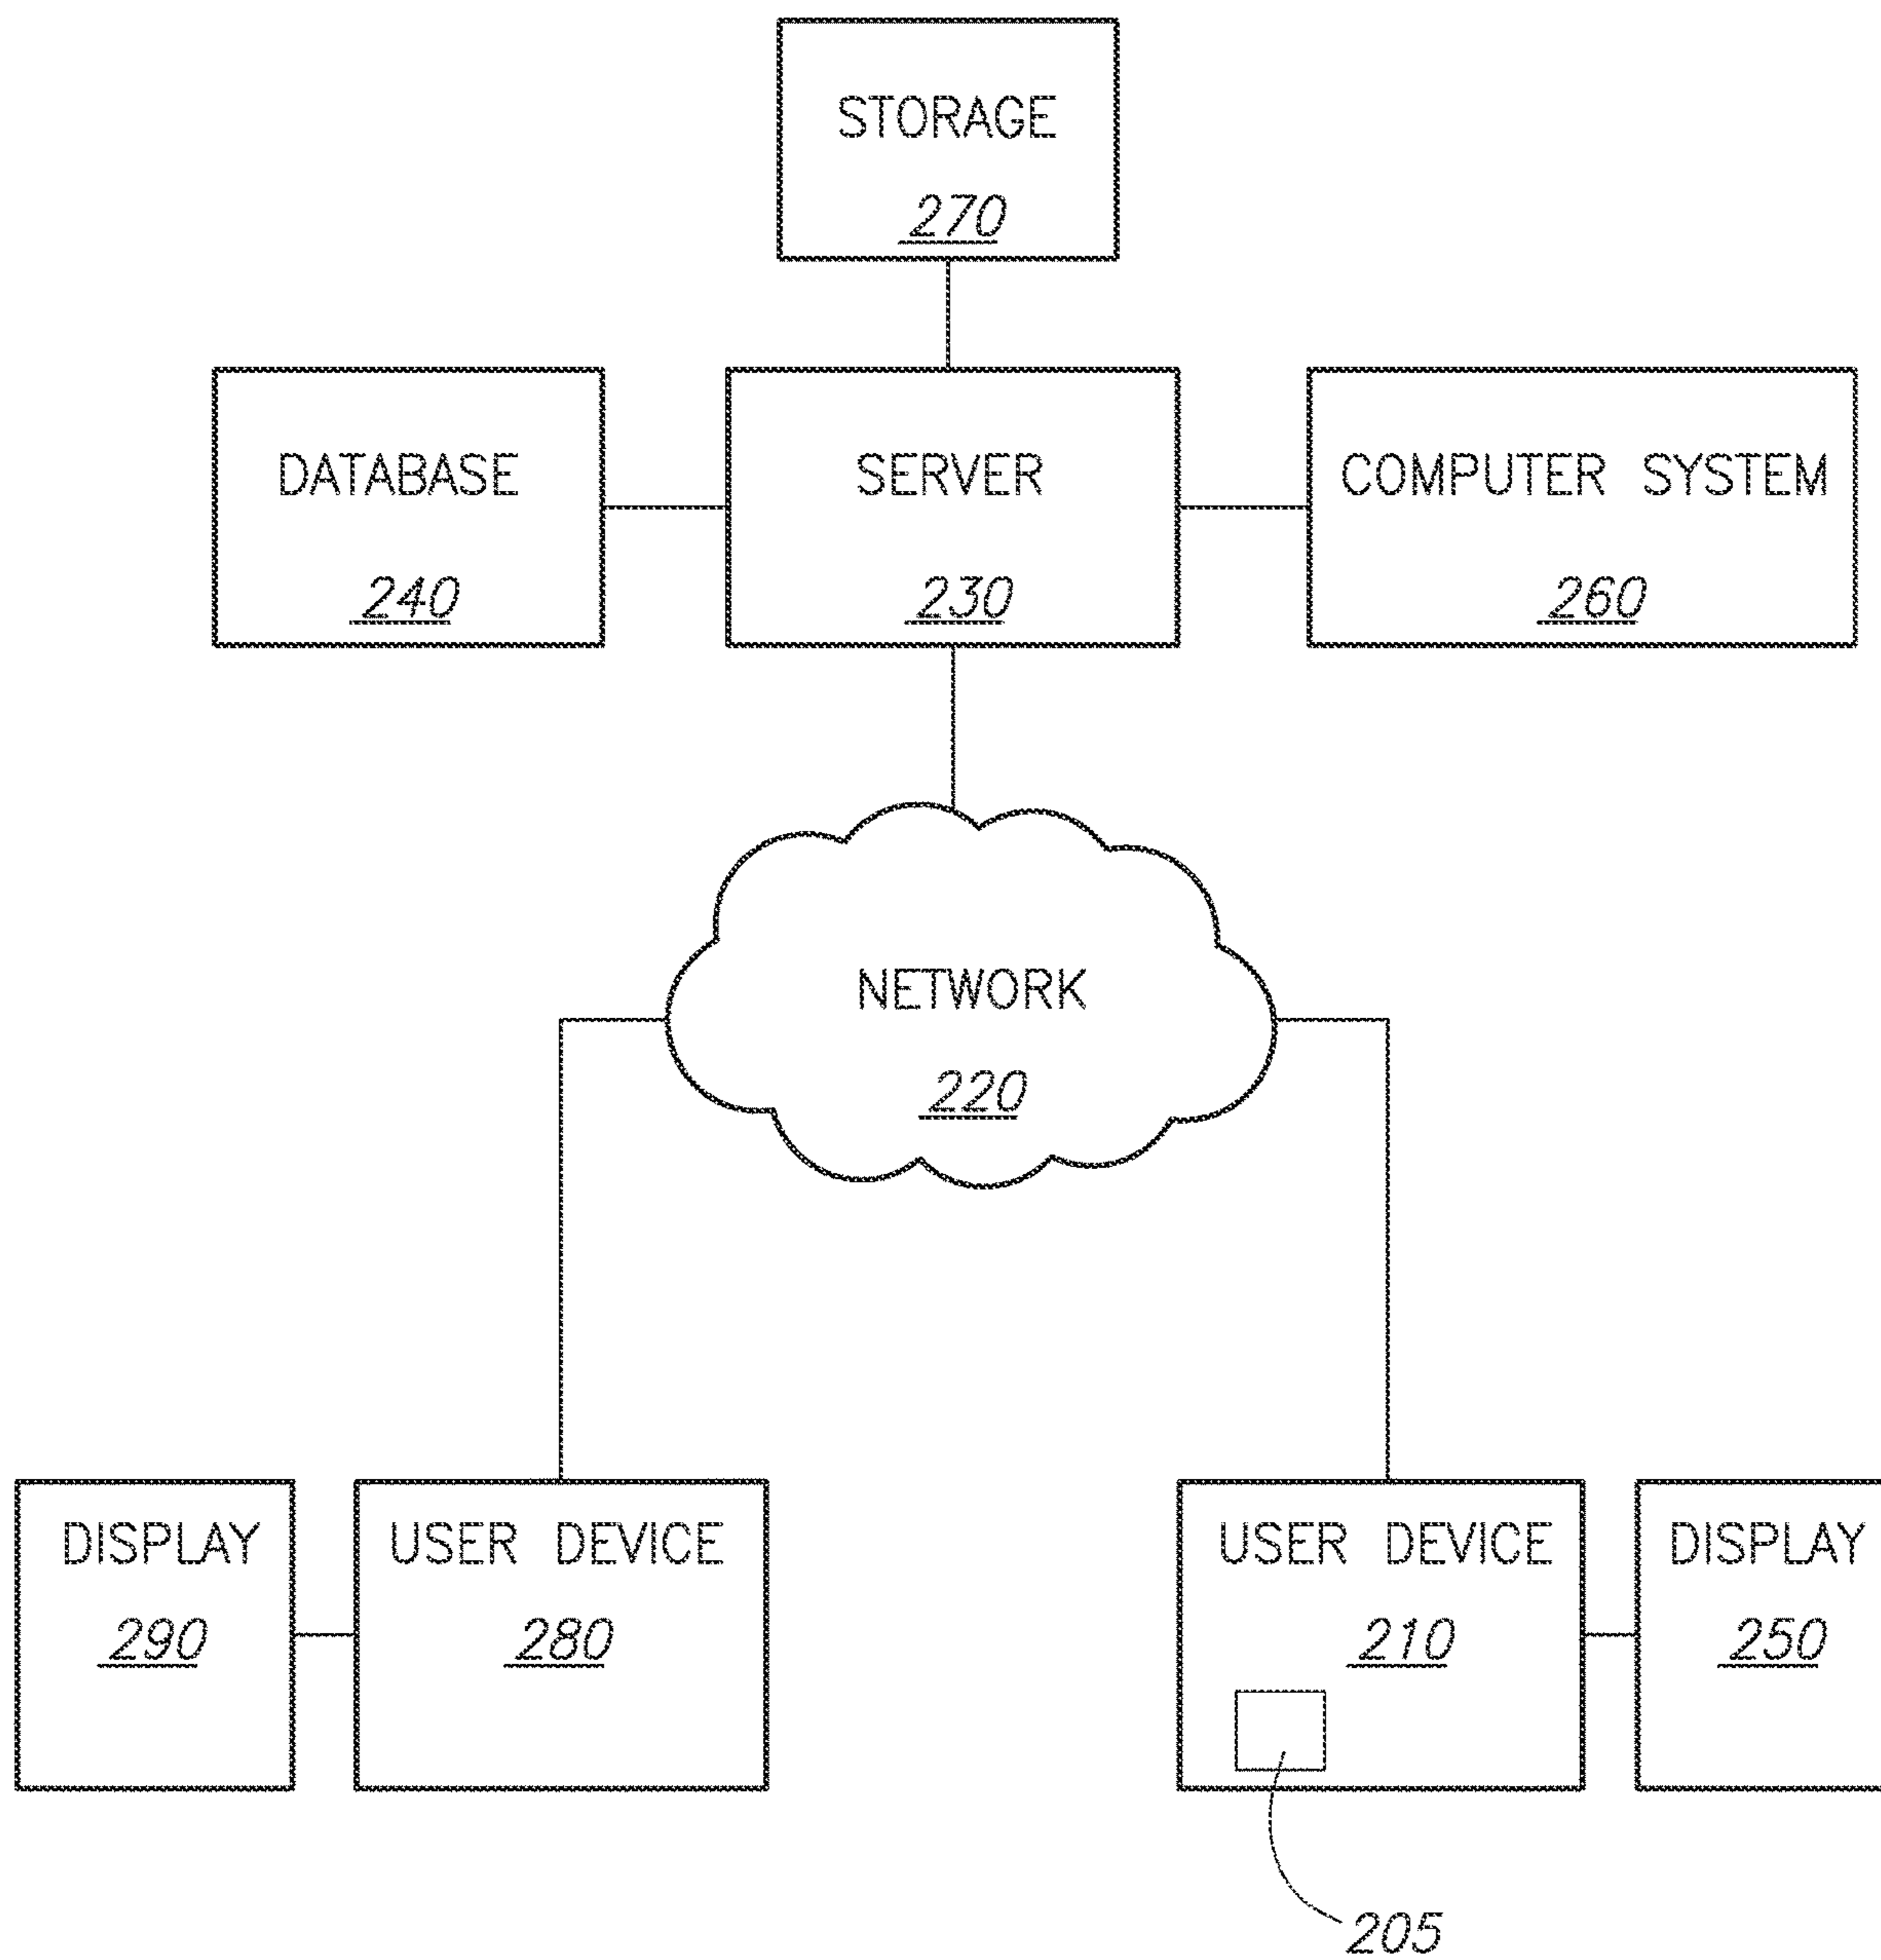 STORAGE
270
DATABASE
240
SERVER
230
COMPUTER SYSTEM
260
NETWORK
220
DISPLAY
290
USER DEVICE
280
USER DEVICE
210
DISPLAY
250
205